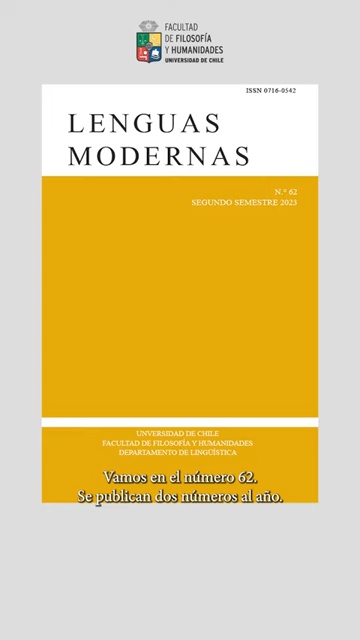 FACULTAD
DE FILOSOFÍA
Y HUMANIDADES
UNIVERSIDAD DE CHILE
ISSN 0716-0542
LENGUAS
MODERNAS
N.° 62
SEGUNDO SEMESTRE 2023
UNVERSIDAD DE CHILE
FACULTAD DE FILOSOFÍA Y HUMANIDADES
DEPARTAMENTO DE LINGÜÍSTICA
Vamos en el número 62.
Se publican dos números al año.